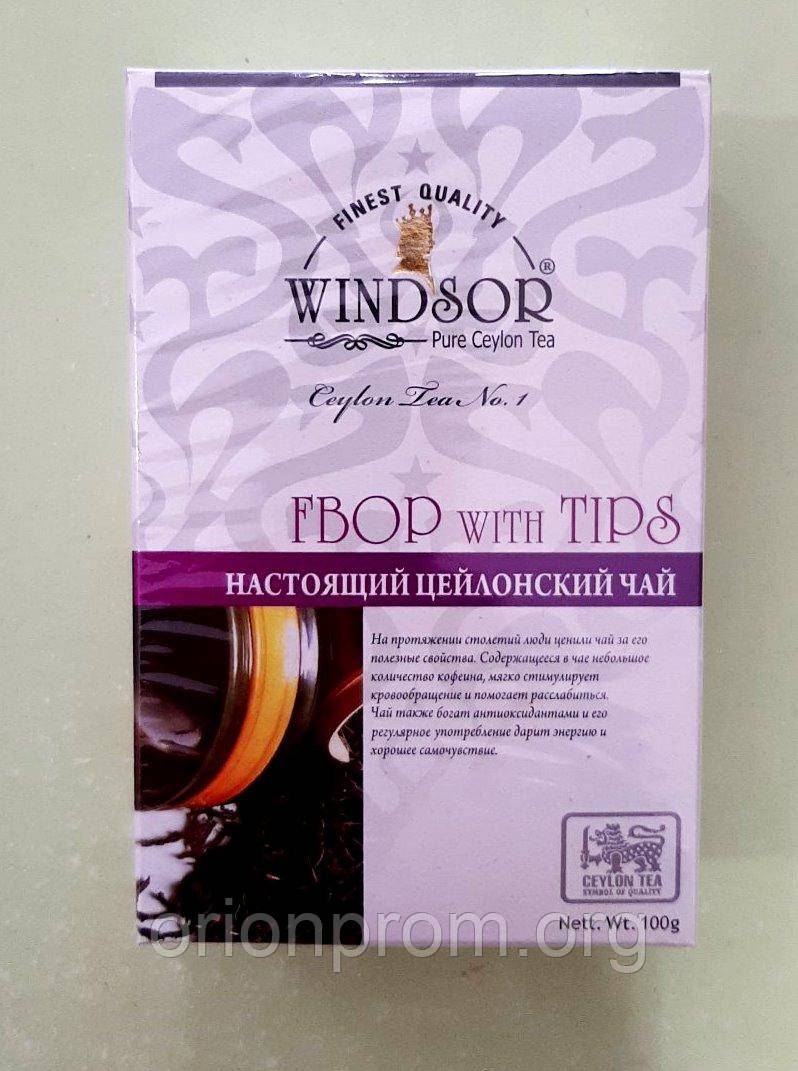 FINEST QUALITY
WINDSOR®
Pure Ceylon Tea
Ceylon Tea No. 1
FBOP WITH TIPS
НАСТОЯЩИЙ ЦЕЙЛОНСКИЙ ЧАЙ
На протяжении столетий люди ценили чай за его
полезные свойства. Содержащееся в чае небольшое
количество кофеина, мягко стимулирует
кровообращение и помогает расслабиться.
Чай также богат антиоксидантами и его
регулярное употребление дарит энергию и
хорошее самочувствие.
CEYLON TEA
SYMBOL OF QUALITY
Nett. Wt. 100g
orionprom.org